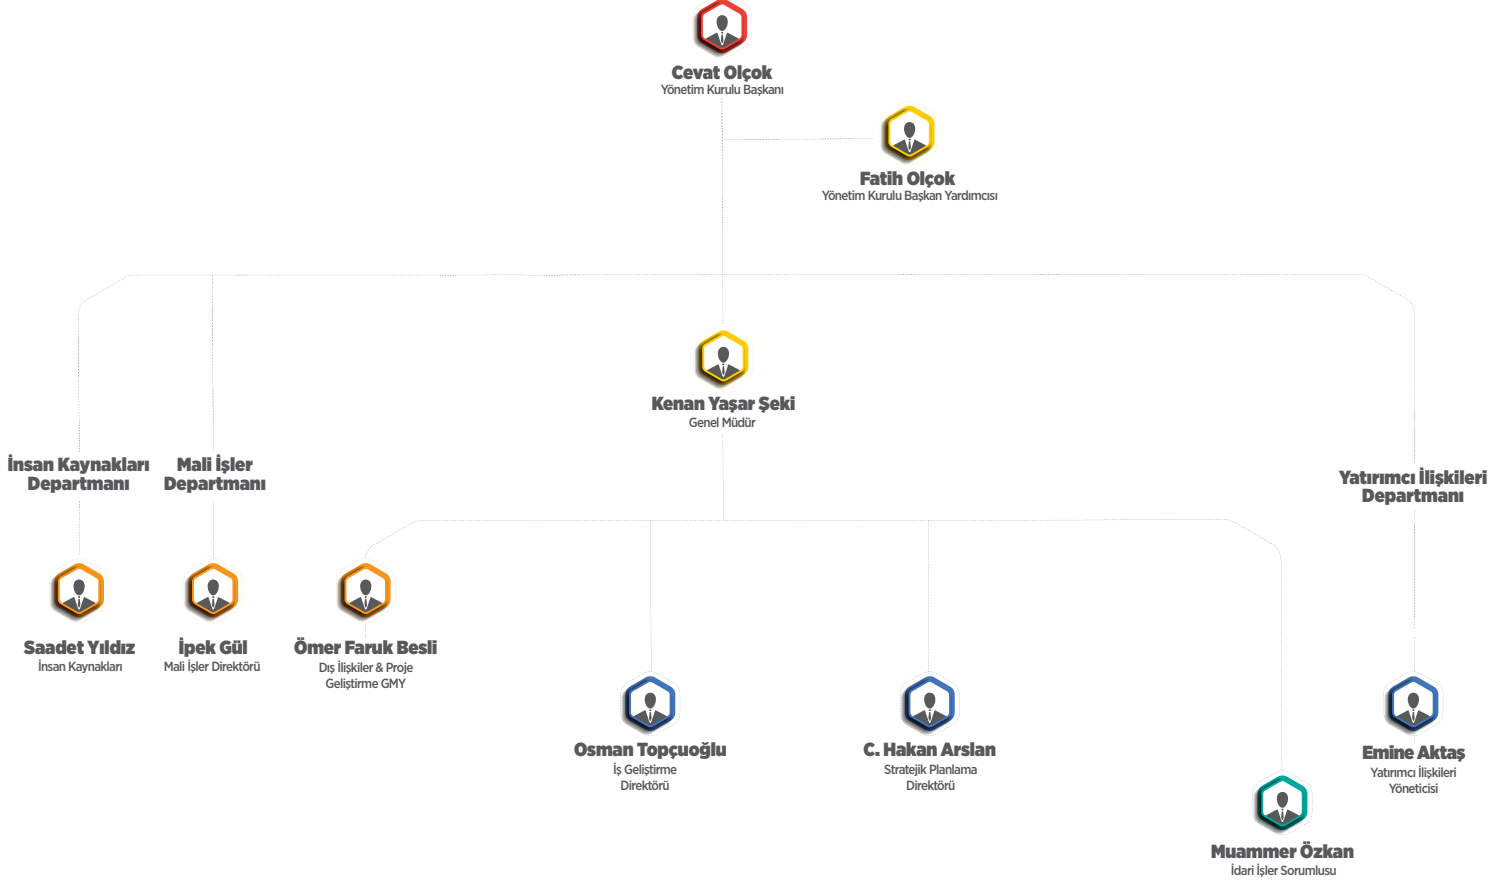 Cevat Olçok
Yönetim Kurulu Başkanı
Fatih Olçok
Yönetim Kurulu Başkan Yardımcısı
Kenan Yaşar Şeki
Genel Müdür
İnsan Kaynakları
Departmanı
Mali İşler
Departmanı
Yatırımcı İlişkileri
Departmanı
Saadet Yıldız
İnsan Kaynakları
İpek Gül
Mali İşler Direktörü
Ömer Faruk Besli
Dış İlişkiler & Proje
Geliştirme GMY
Osman Topçuoğlu
İş Geliştirme
Direktörü
C. Hakan Arslan
Stratejik Planlama
Direktörü
Emine Aktaş
Yatırımcı İlişkileri
Yöneticisi
Muammer Özkan
İdari İşler Sorumlusu